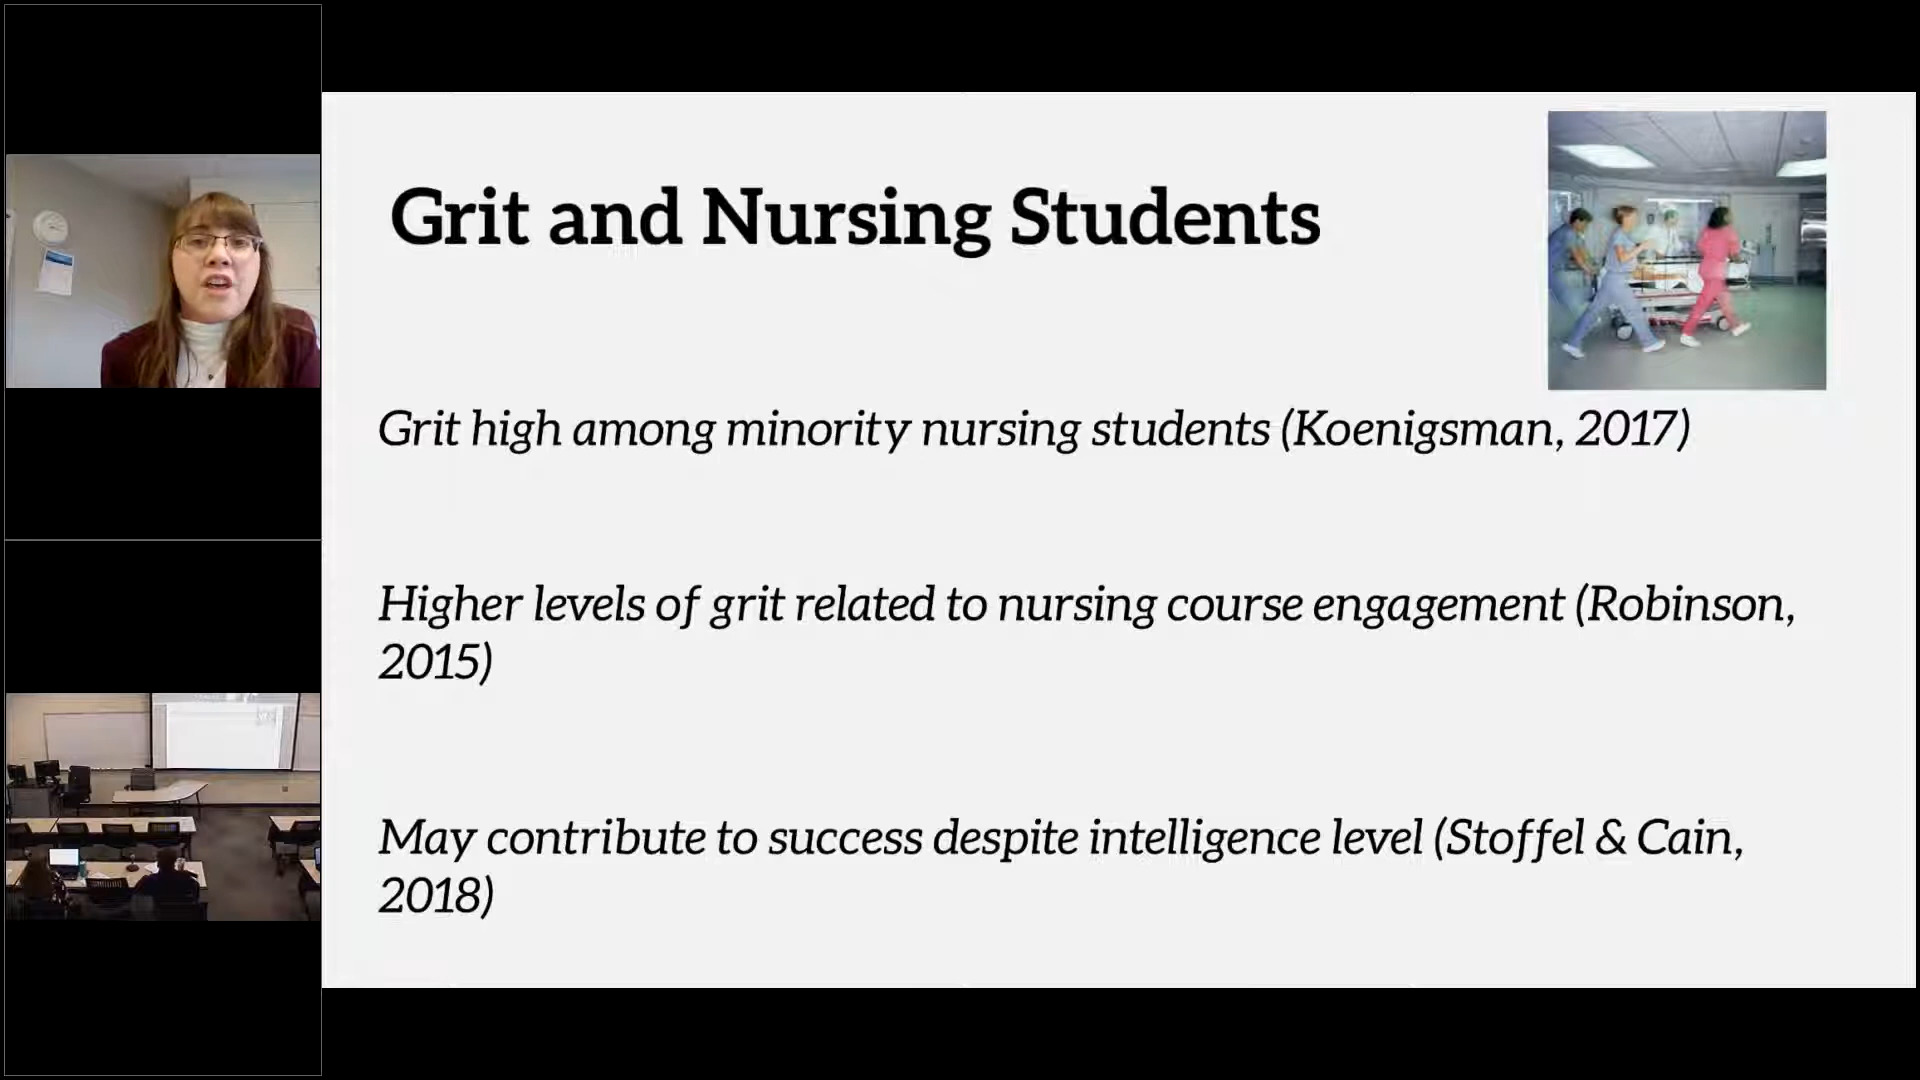 Grit and Nursing Students
Grit high among minority nursing students (Koenigsman, 2017)
Higher levels of grit related to nursing course engagement (Robinson,
2015)
May contribute to success despite intelligence level (Stoffel & Cain,
2018)